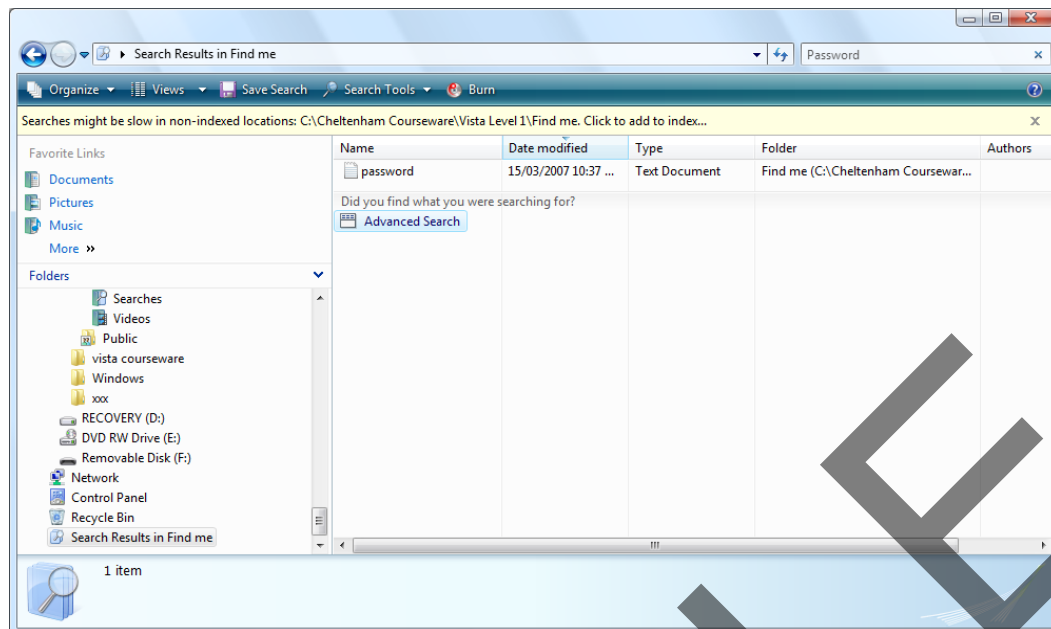 Search Results in Find me
Password
Organize Views Save Search Search Tools Burn
Searches might be slow in non-indexed locations: C:\Cheltenham Courseware\Vista Level 1\Find me. Click to add to index...
Favorite Links
Documents
Pictures
Music
More »
Folders
Searches
Videos
Public
vista courseware
Windows
xxx
RECOVERY (D:)
DVD RW Drive (E:)
Removable Disk (F:)
Network
Control Panel
Recycle Bin
Search Results in Find me
Name Date modified Type Folder Authors
password 15/03/2007 10:37 ... Text Document Find me (C:\Cheltenham Coursewar...
Did you find what you were searching for?
Advanced Search
1 item